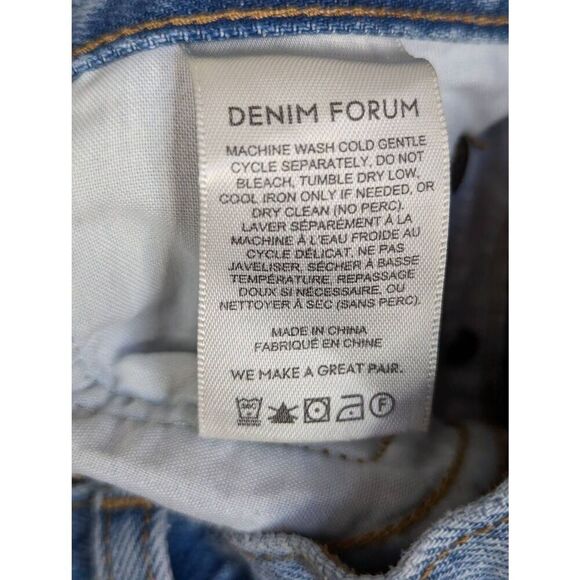 DENIM FORUM
MACHINE WASH COLD GENTLE
CYCLE SEPARATELY, DO NOT
BLEACH, TUMBLE DRY LOW,
COOL IRON ONLY IF NEEDED, OR
DRY CLEAN (NO PERC).
LAVER SÉPARÉMENT À LA
MACHINE À L'EAU FROIDE AU
CYCLE DÉLICAT, NE PAS
JAVELISER, SÉCHER À BASSE
TEMPÉRATURE, REPASSAGE
DOUX SI NÉCESSAIRE, OU
NETTOYER À SEC (SANS PERC).
MADE IN CHINA
FABRIQUÉ EN CHINE
WE MAKE A GREAT PAIR.
30C F